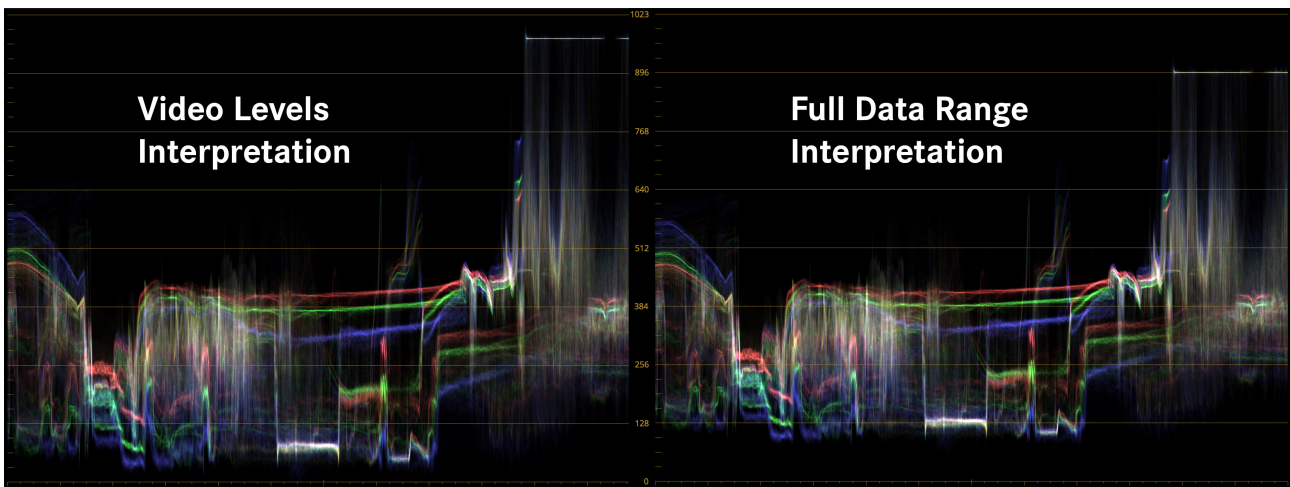 1023
896
768
640
512
384
256
128
0
Video Levels
Interpretation
Full Data Range
Interpretation